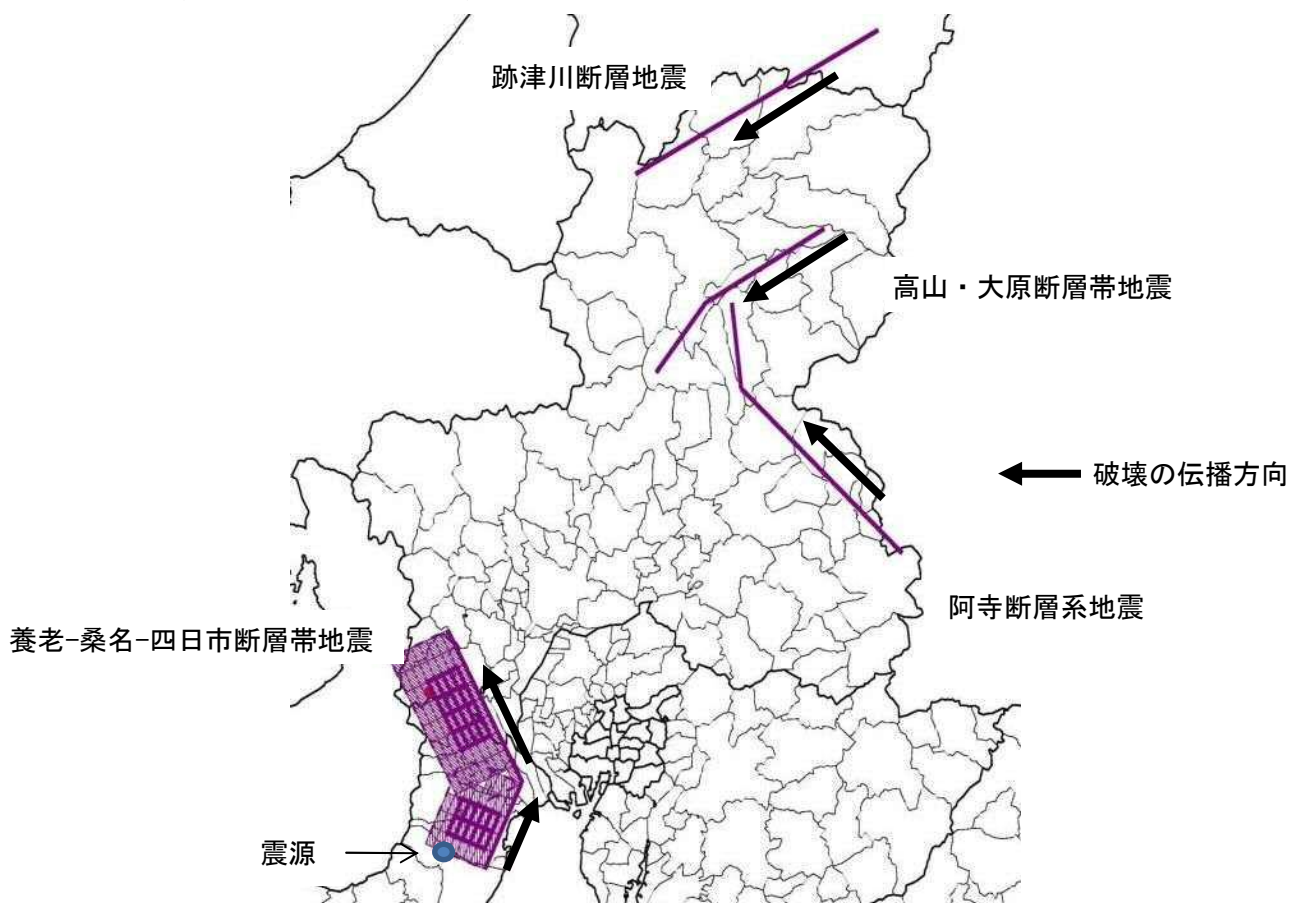 跡津川断層地震
高山・大原断層帯地震
破壊の伝播方向
阿寺断層系地震
養老−桑名−四日市断層帯地震
震源